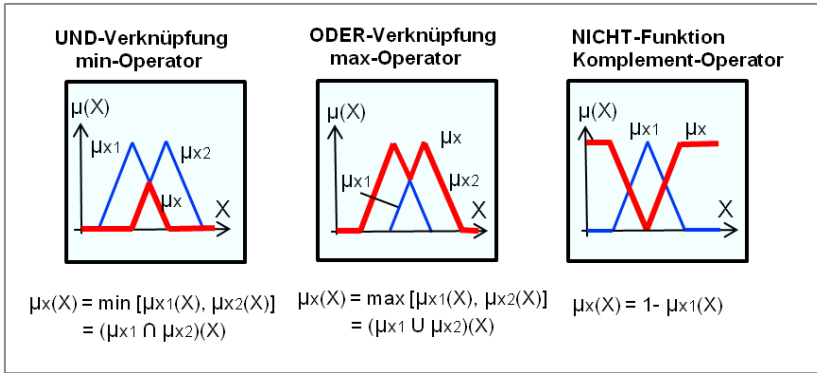 UND-Verknüpfung
min-Operator
μ(X)
μx1
μx2
μx
X
μx(X) = min [μx1(X), μx2(X)]
= (μx1 ∩ μx2)(X)
ODER-Verknüpfung
max-Operator
μ(X)
μx
μx1
μx2
X
μx(X) = max [μx1(X), μx2(X)]
= (μx1 U μx2)(X)
NICHT-Funktion
Komplement-Operator
μ(X)
μx1
μx
X
μx(X) = 1- μx1(X)